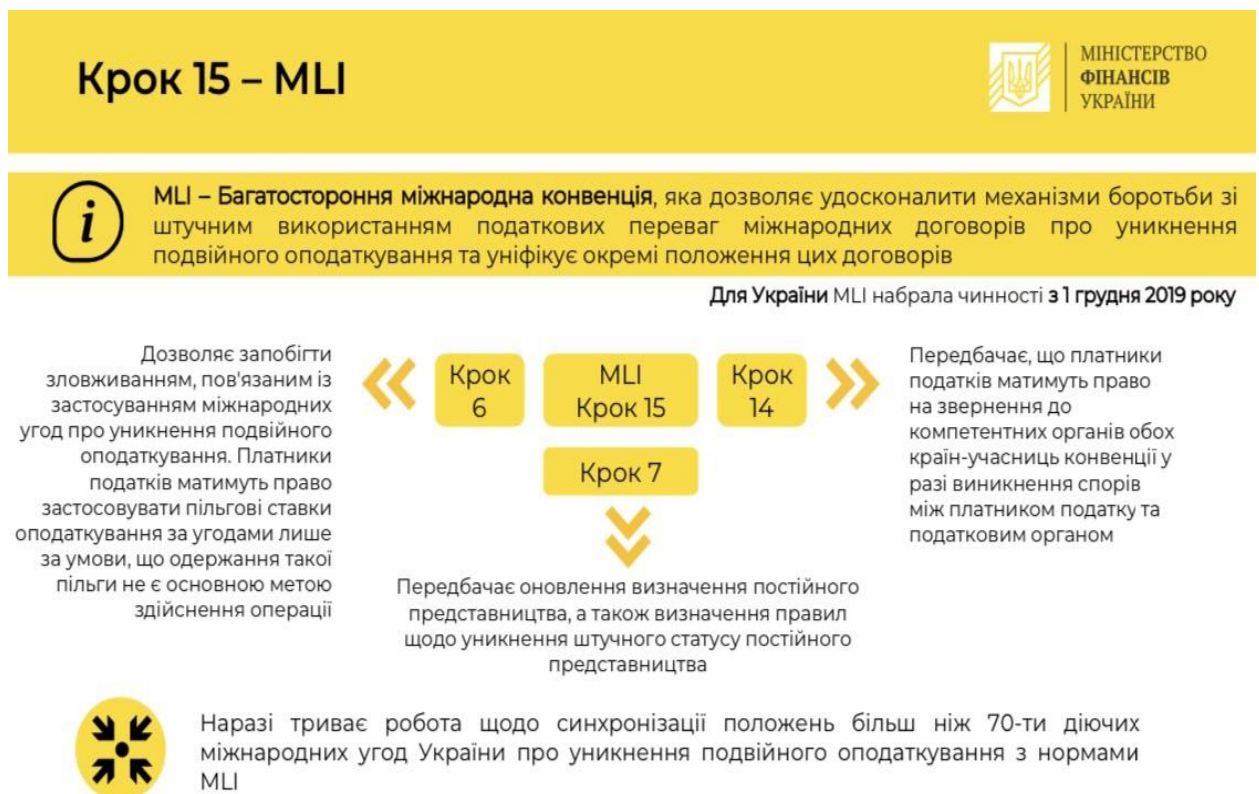 Крок 15 – MLI
МІНІСТЕРСТВО
ФІНАНСІВ
УКРАЇНИ
i
MLI – Багатостороння міжнародна конвенція, яка дозволяє удосконалити механізми боротьби зі
штучним використанням податкових переваг міжнародних договорів про уникнення
подвійного оподаткування та уніфікує окремі положення цих договорів
Для України MLI набрала чинності з 1 грудня 2019 року
Дозволяє запобігти
зловживанням, пов'язаним із
застосуванням міжнародних
угод про уникнення подвійного
оподаткування. Платники
податків матимуть право
застосовувати пільгові ставки
оподаткування за угодами лише
за умови, що одержання такої
пільги не є основною метою
здійснення операції
Крок
6
MLI
Крок 15
Крок
14
Крок 7
Передбачає, що платники
податків матимуть право
на звернення до
компетентних органів обох
країн-учасниць конвенції у
разі виникнення спорів
між платником податку та
податковим органом
Передбачає оновлення визначення постійного
представництва, а також визначення правил
щодо уникнення штучного статусу постійного
представництва
Наразі триває робота щодо синхронізації положень більш ніж 70-ти діючих
міжнародних угод України про уникнення подвійного оподаткування з нормами
MLI